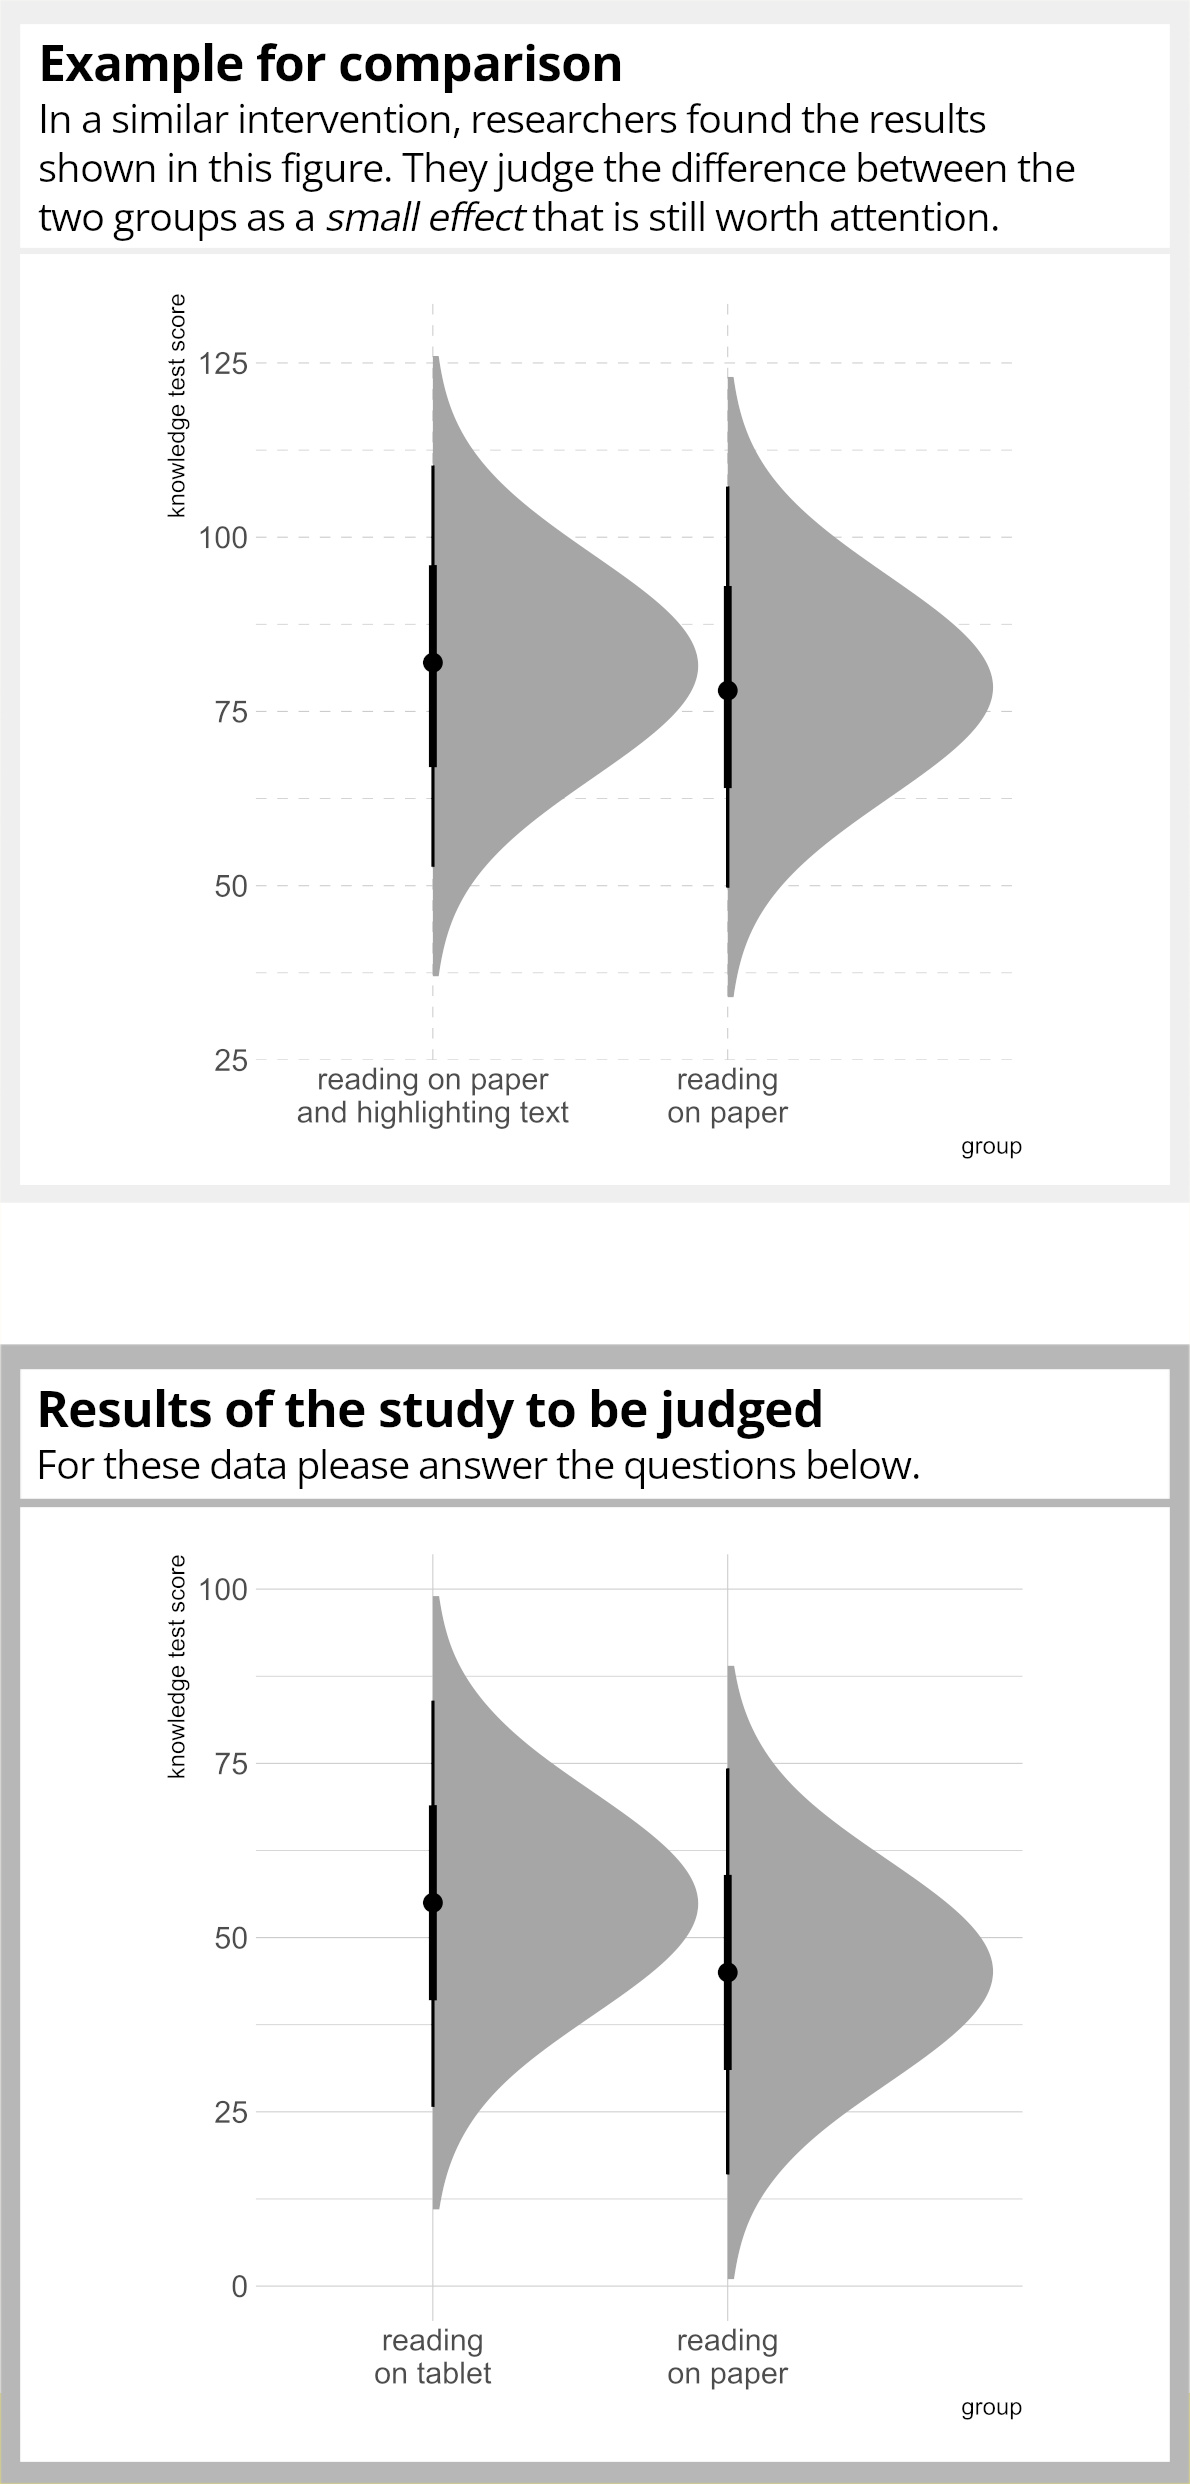 Example for comparison
In a similar intervention, researchers found the results
shown in this figure. They judge the difference between the
two groups as a small effect that is still worth attention.
knowledge test score
125
100
75
50
25
reading on paper
and highlighting text
reading
on paper
group
Results of the study to be judged
For these data please answer the questions below.
knowledge test score
100
75
50
25
0
reading
on tablet
reading
on paper
group